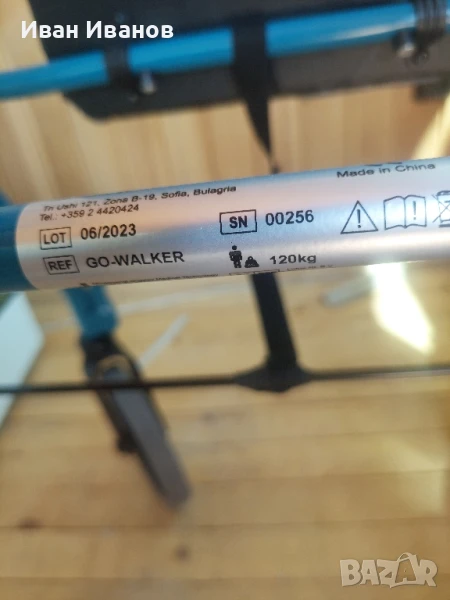 Иван Иванов
Made in China
Tri Ushi 121, Zona B-19, Sofia, Bulagria
Tel.: +359 2 4420424
LOT 06/2023
SN 00256
REF GO-WALKER
120kg
BAZAR